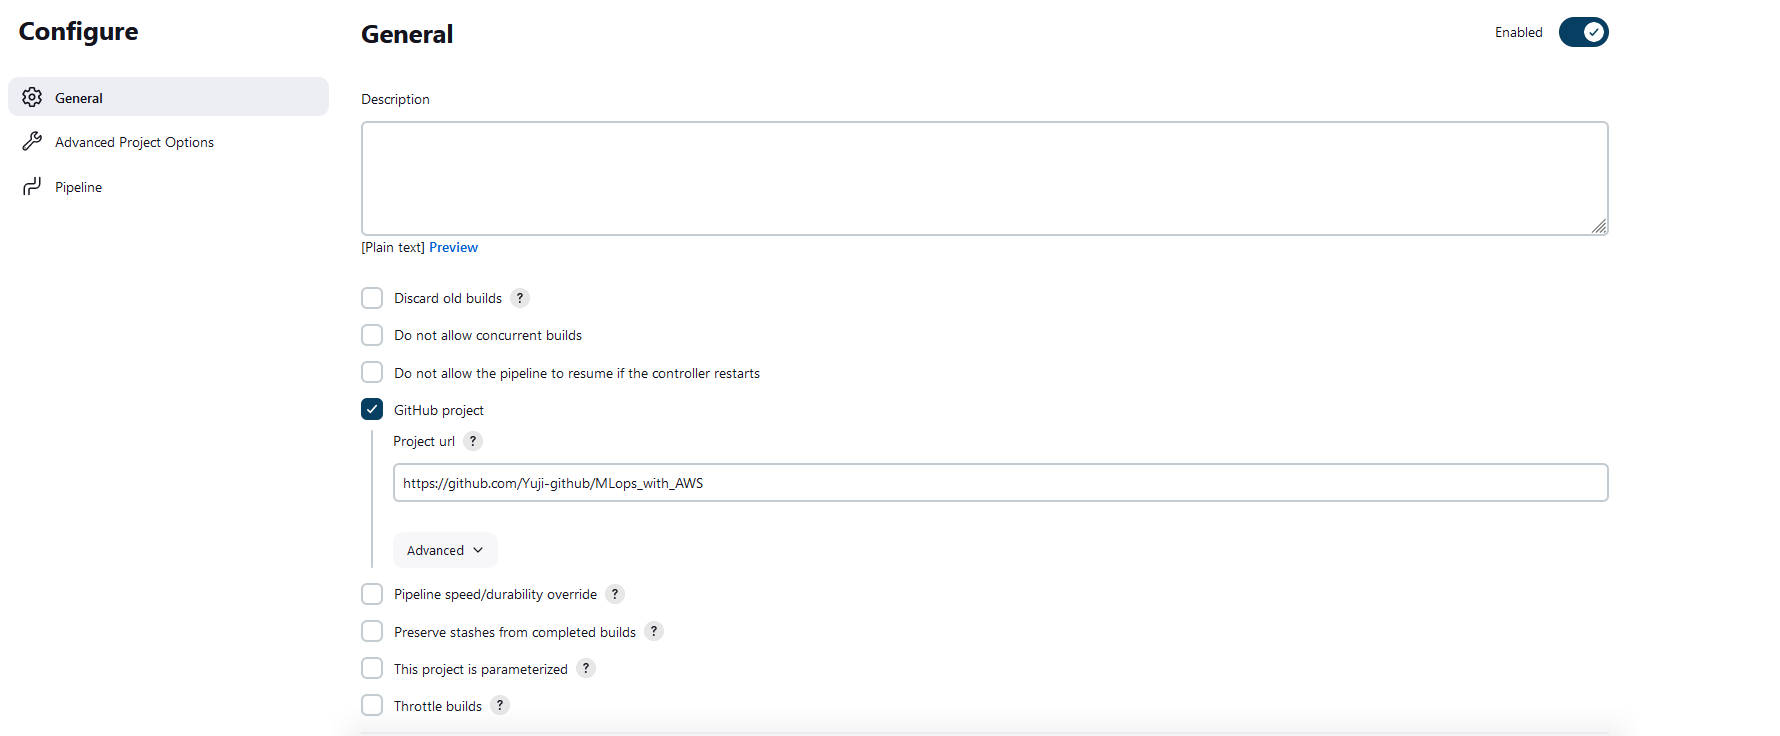 Configure
General
Advanced Project Options
Pipeline
General
Enabled
Description
[Plain text] Preview
Discard old builds ?
Do not allow concurrent builds
Do not allow the pipeline to resume if the controller restarts
GitHub project
Project url ?
https://github.com/Yuji-github/MLops_with_AWS
Advanced
Pipeline speed/durability override ?
Preserve stashes from completed builds ?
This project is parameterized ?
Throttle builds ?